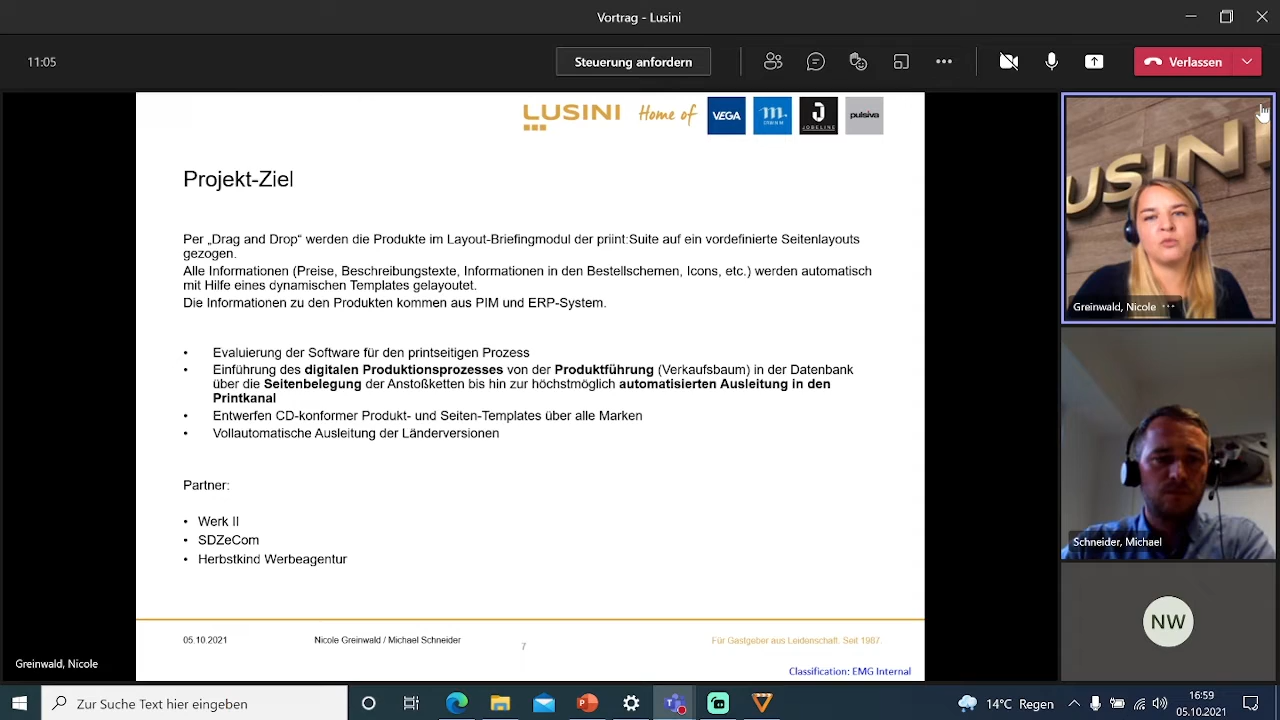 Vortrag - Lusini
11:05
Steuerung anfordern
Verlassen
LUSINI Home of VEGA m. JOBELINE pulsiva
Projekt-Ziel
Per „Drag and Drop“ werden die Produkte im Layout-Briefingmodul der priint:Suite auf ein vordefinierte Seitenlayouts
gezogen.
Alle Informationen (Preise, Beschreibungstexte, Informationen in den Bestellschemen, Icons, etc.) werden automatisch
mit Hilfe eines dynamischen Templates gelayoutet.
Die Informationen zu den Produkten kommen aus PIM und ERP-System.
• Evaluierung der Software für den printseitigen Prozess
• Einführung des digitalen Produktionsprozesses von der Produktführung (Verkaufsbaum) in der Datenbank
über die Seitenbelegung der Anstoßketten bis hin zur höchstmöglich automatisierten Ausleitung in den
Printkanal
• Entwerfen CD-konformer Produkt- und Seiten-Templates über alle Marken
• Vollautomatische Ausleitung der Länderversionen
Partner:
• Werk II
• SDZeCom
• Herbstkind Werbeagentur
05.10.2021 Nicole Greinwald / Michael Schneider 7 Für Gastgeber aus Leidenschaft. Seit 1987.
Classification: EMG Internal
Greinwald, Nicole
USINI
Greinwald, Nicole
Schneider, Michael
NW
Zur Suche Text hier eingeben
14°C Regen
16:59
05.10.2021